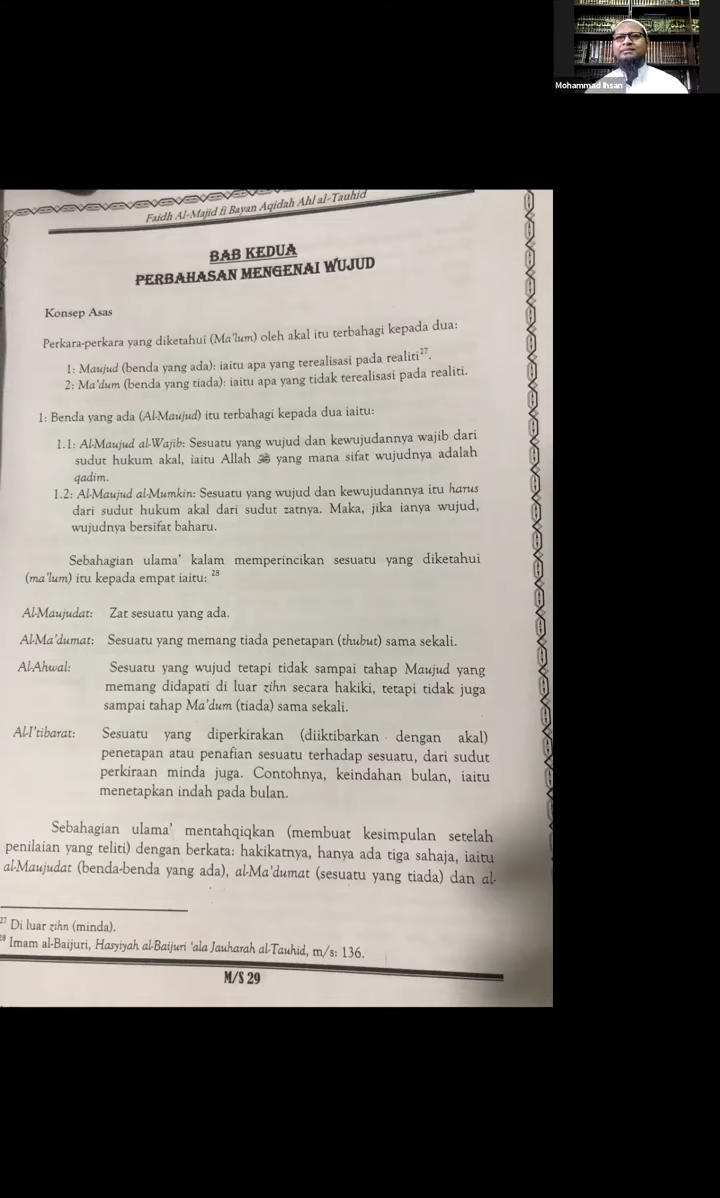 Mohammad Ihsan
Faidh Al-Majid fi Bayan Aqidah Ahl al-Tauhid
BAB KEDUA
PERBAHASAN MENGENAI WUJUD
Konsep Asas
Perkara-perkara yang diketahui (Ma'lum) oleh akal itu terbahagi kepada dua:
1: Maujud (benda yang ada): iaitu apa yang terealisasi pada realiti²⁷.
2: Ma'dum (benda yang tiada): iaitu apa yang tidak terealisasi pada realiti.
1: Benda yang ada (Al-Maujud) itu terbahagi kepada dua iaitu:
1.1: Al-Maujud al-Wajib: Sesuatu yang wujud dan kewujudannya wajib dari
sudut hukum akal, iaitu Allah ﷻ yang mana sifat wujudnya adalah
qadim.
1.2: Al-Maujud al-Mumkin: Sesuatu yang wujud dan kewujudannya itu harus
dari sudut hukum akal dari sudut zatnya. Maka, jika ianya wujud,
wujudnya bersifat baharu.
Sebahagian ulama' kalam memperincikan sesuatu yang diketahui
(ma'lum) itu kepada empat iaitu: ²⁸
Al-Maujudat: Zat sesuatu yang ada.
Al-Ma'dumat: Sesuatu yang memang tiada penetapan (thubut) sama sekali.
Al-Ahwal: Sesuatu yang wujud tetapi tidak sampai tahap Maujud yang
memang didapati di luar zihn secara hakiki, tetapi tidak juga
sampai tahap Ma'dum (tiada) sama sekali.
Al-I'tibarat: Sesuatu yang diperkirakan (diiktibarkan dengan akal)
penetapan atau penafian sesuatu terhadap sesuatu, dari sudut
perkiraan minda juga. Contohnya, keindahan bulan, iaitu
menetapkan indah pada bulan.
Sebahagian ulama' mentahqiqkan (membuat kesimpulan setelah
penilaian yang teliti) dengan berkata: hakikatnya, hanya ada tiga sahaja, iaitu
al-Maujudat (benda-benda yang ada), al-Ma'dumat (sesuatu yang tiada) dan al-
²⁷ Di luar zihn (minda).
²⁸ Imam al-Baijuri, Hasyiyah al-Baijuri 'ala Jauharah al-Tauhid, m/s: 136.
M/S 29